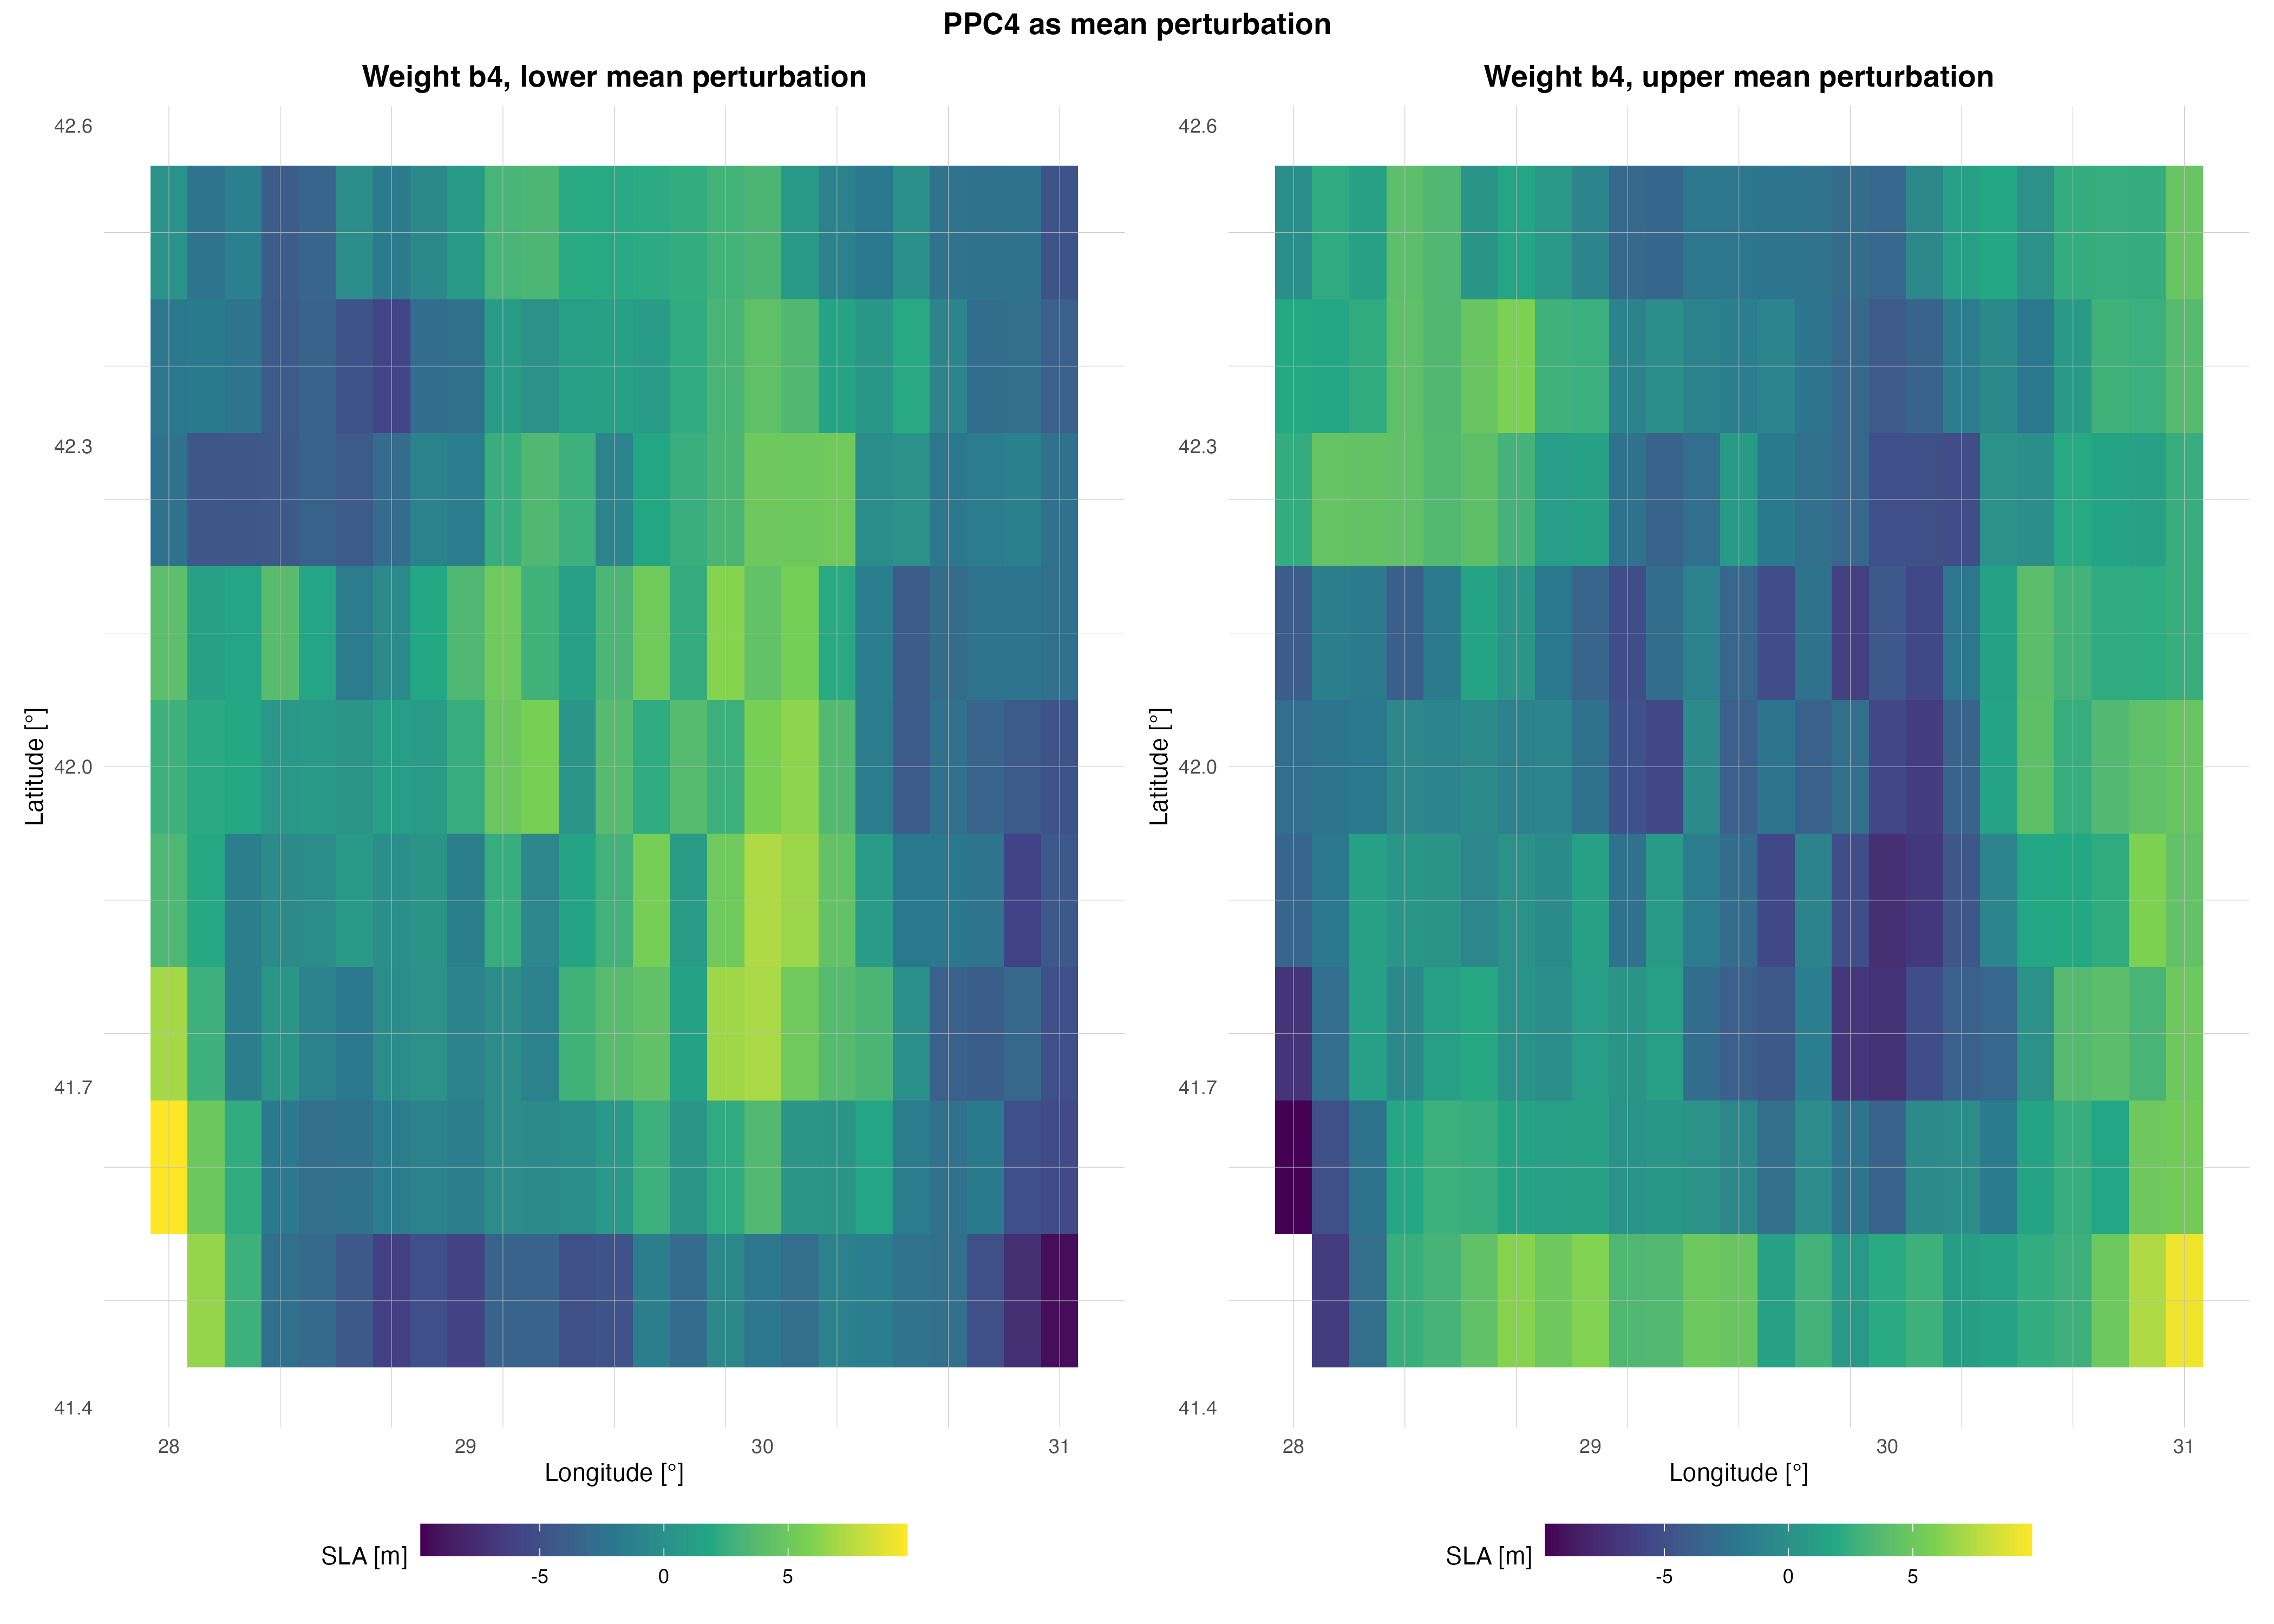 PPC4 as mean perturbation
Weight b4, lower mean perturbation
42.6
42.3
42.0
41.7
41.4
Latitude [°]
28 29 30 31
Longitude [°]
SLA [m]
-5 0 5
Weight b4, upper mean perturbation
42.6
42.3
42.0
41.7
41.4
Latitude [°]
28 29 30 31
Longitude [°]
SLA [m]
-5 0 5